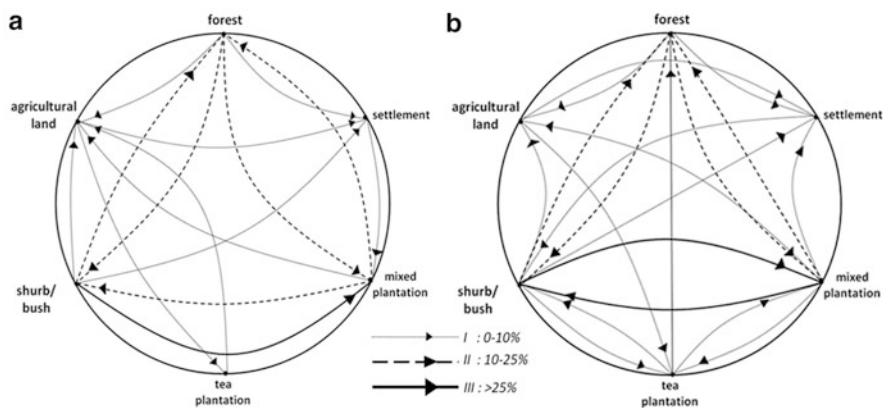 a
forest
agricultural
land
settlement
shurb/
bush
mixed
plantation
tea
plantation
I : 0-10%
II : 10-25%
III : >25%
b
forest
agricultural
land
settlement
shurb/
bush
mixed
plantation
tea
plantation